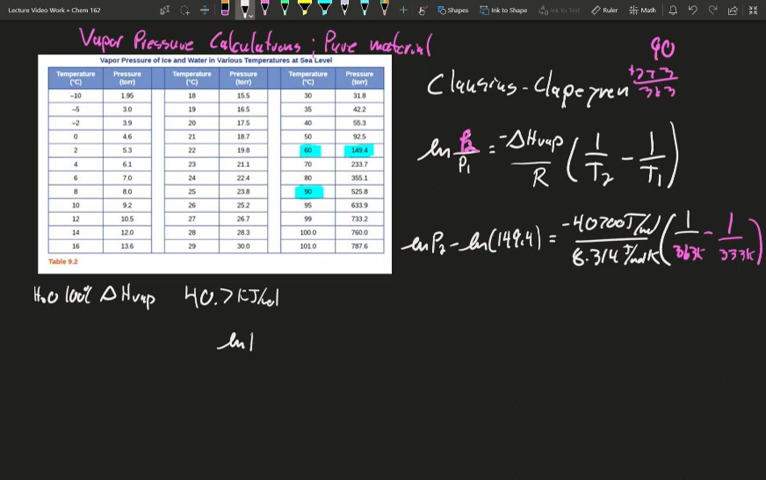 Lecture Video Work • Chem 162
Shapes Ink to Shape Ink to Text Ruler Math
Vapor Pressure Calculations; Pure material
Vapor Pressure of Ice and Water in Various Temperatures at Sea Level
Temperature (°C) Pressure (torr) Temperature (°C) Pressure (torr) Temperature (°C) Pressure (torr)
–10 1.95 18 15.5 30 31.8
–5 3.0 19 16.5 35 42.2
–2 3.9 20 17.5 40 55.3
0 4.6 21 18.7 50 92.5
2 5.3 22 19.8 60 149.4
4 6.1 23 21.1 70 233.7
6 7.0 24 22.4 80 355.1
8 8.0 25 23.8 90 525.8
10 9.2 26 25.2 95 633.9
12 10.5 27 26.7 99 733.2
14 12.0 28 28.3 100.0 760.0
16 13.6 29 30.0 101.0 787.6
Table 9.2
90
+273
363
Clausius-Clapeyren
ln P2/P1 = -ΔHvap/R (1/T2 - 1/T1)
lnP2 - ln(149.4) = -40700J/mol / 8.314 J/molK (1/363K - 1/333K)
H2O 100% ΔHvap 40.7 KJ/mol
ln